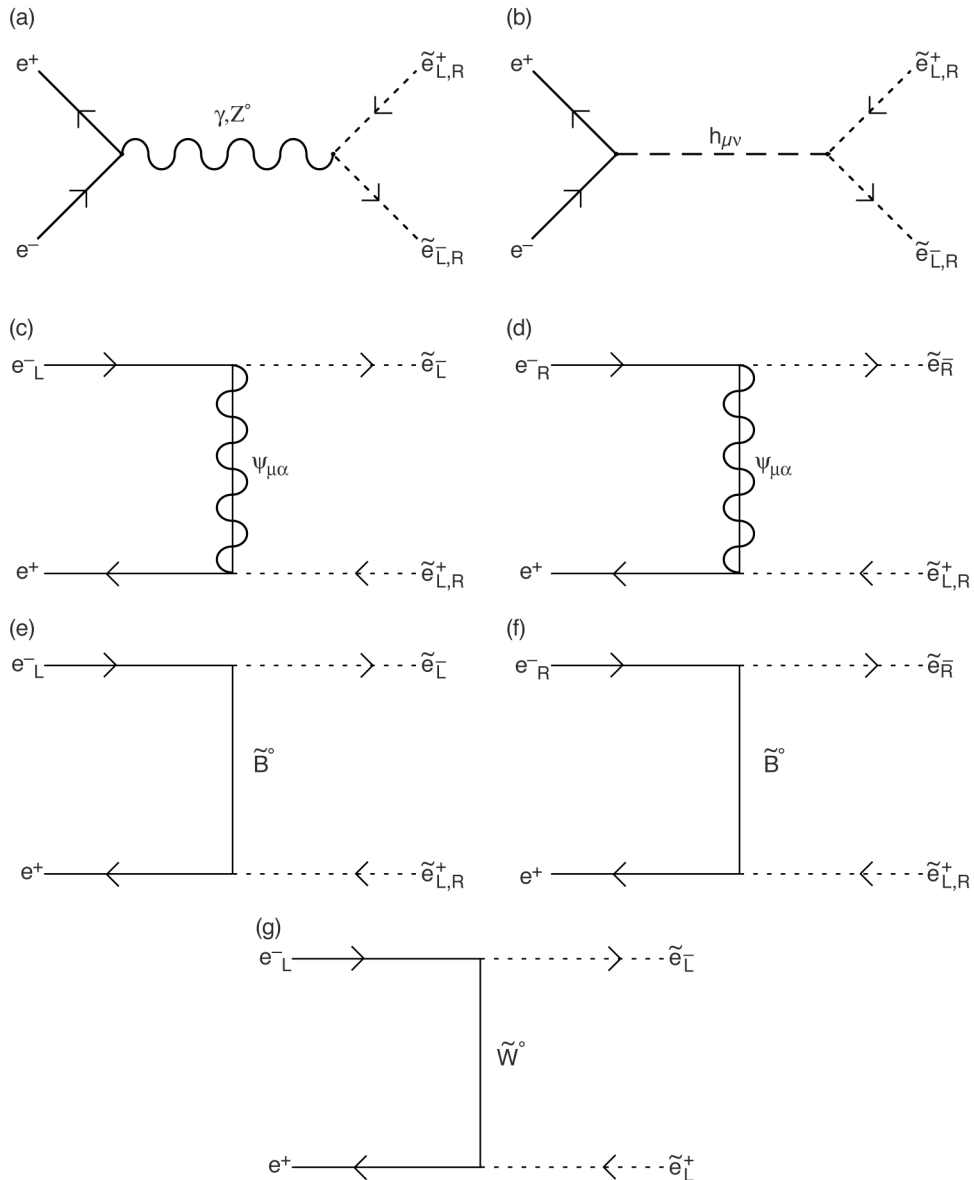 (a)
e⁺
γ,Z°
ẽ⁺L,R
e⁻
ẽ⁻L,R
(b)
e⁺
hμν
ẽ⁺L,R
e⁻
ẽ⁻L,R
(c)
e⁻L
ẽ⁻L
ψμα
e⁺
ẽ⁺L,R
(d)
e⁻R
ẽ⁻R
ψμα
e⁺
ẽ⁺L,R
(e)
e⁻L
ẽ⁻L
B̃°
e⁺
ẽ⁺L,R
(f)
e⁻R
ẽ⁻R
B̃°
e⁺
ẽ⁺L,R
(g)
e⁻L
ẽ⁻L
W̃°
e⁺
ẽ⁺L